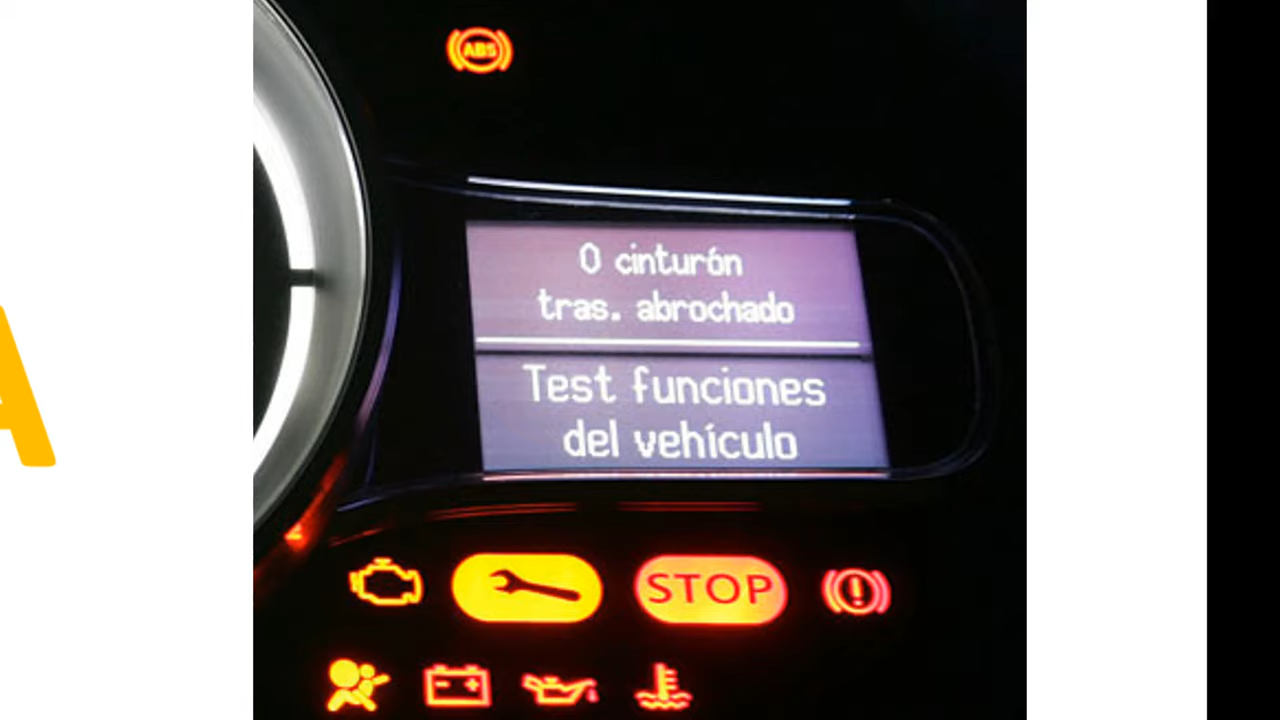 A
ABS
0 cinturón
tras. abrochado
Test funciones
del vehículo
STOP